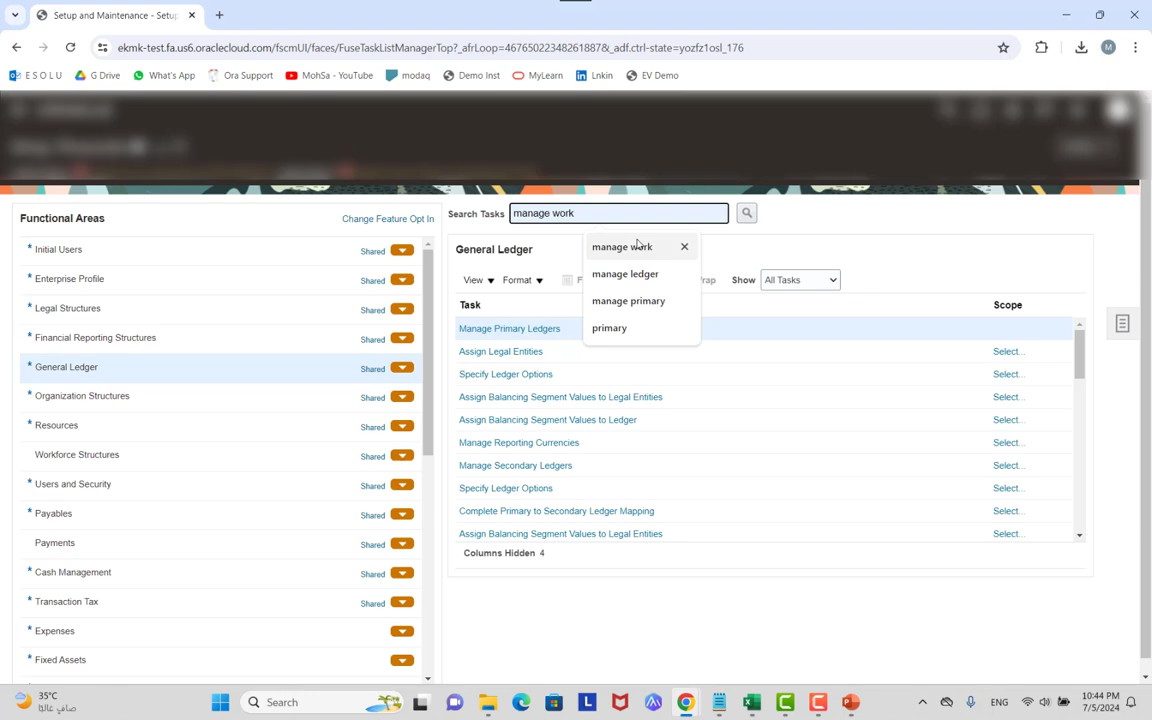 Setup and Maintenance - Setup
ekmk-test.fa.us6.oraclecloud.com/fscmUI/faces/FuseTaskListManagerTop?_afrLoop=46765022348261887&_adf.ctrl-state=yozfz1osl_176
M
E S O L U
G Drive
What's App
Ora Support
MohSa - YouTube
modaq
Demo Inst
MyLearn
Lnkin
EV Demo
Functional Areas
Change Feature Opt In
* Initial Users Shared
* Enterprise Profile Shared
* Legal Structures Shared
* Financial Reporting Structures Shared
* General Ledger Shared
* Organization Structures Shared
* Resources Shared
Workforce Structures Shared
* Users and Security Shared
* Payables Shared
Payments Shared
* Cash Management Shared
* Transaction Tax Shared
* Expenses
* Fixed Assets
Search Tasks manage work
manage work
manage ledger
manage primary
primary
General Ledger
View Format Show All Tasks
Task Scope
Manage Primary Ledgers
Assign Legal Entities Select...
Specify Ledger Options Select...
Assign Balancing Segment Values to Legal Entities Select...
Assign Balancing Segment Values to Ledger Select...
Manage Reporting Currencies Select...
Manage Secondary Ledgers Select...
Specify Ledger Options Select...
Complete Primary to Secondary Ledger Mapping Select...
Assign Balancing Segment Values to Legal Entities Select...
Columns Hidden 4
35°C
صافٍ غالبًا
Search
ENG
10:44 PM
7/5/2024